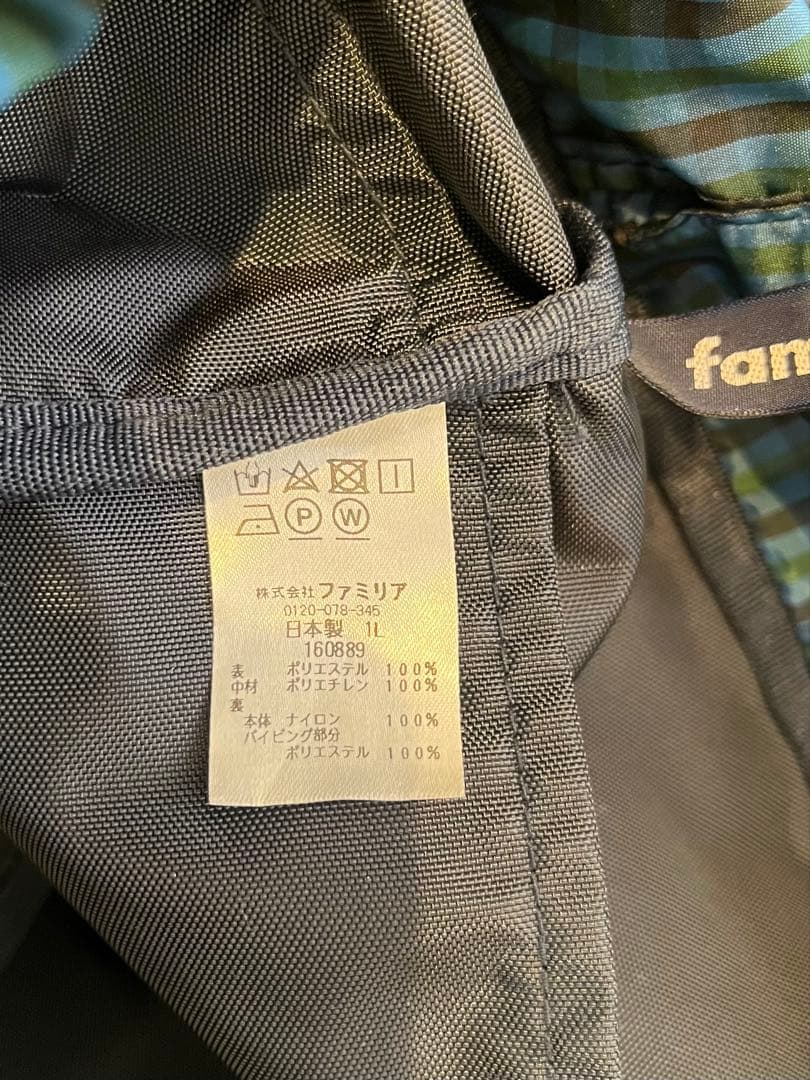 fam
P W
株式会社 ファミリア
0120-078-345
日本製 1L
160889
表 ポリエステル 100%
中材 ポリエチレン 100%
裏
本体 ナイロン 100%
パイピング部分
ポリエステル 100%